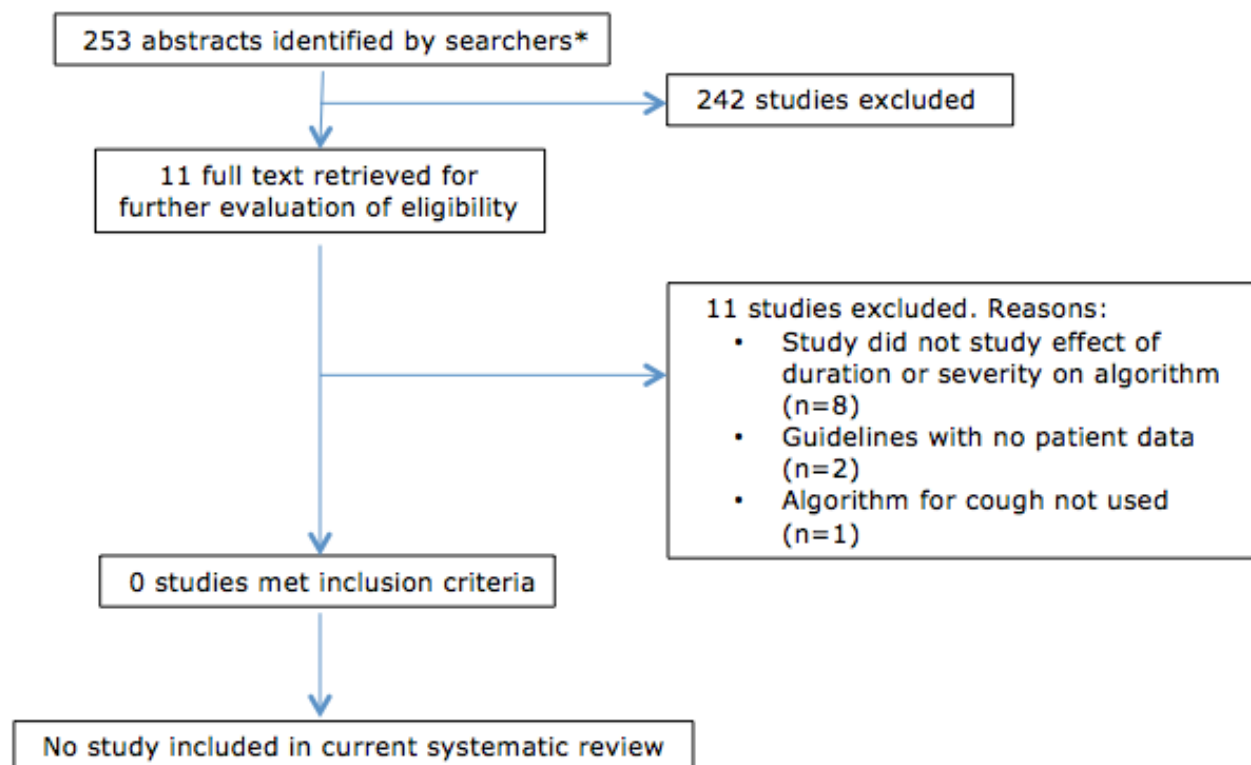 253 abstracts identified by searchers*
242 studies excluded
11 full text retrieved for
further evaluation of eligibility
11 studies excluded. Reasons:
• Study did not study effect of
duration or severity on algorithm
(n=8)
• Guidelines with no patient data
(n=2)
• Algorithm for cough not used
(n=1)
0 studies met inclusion criteria
No study included in current systematic review